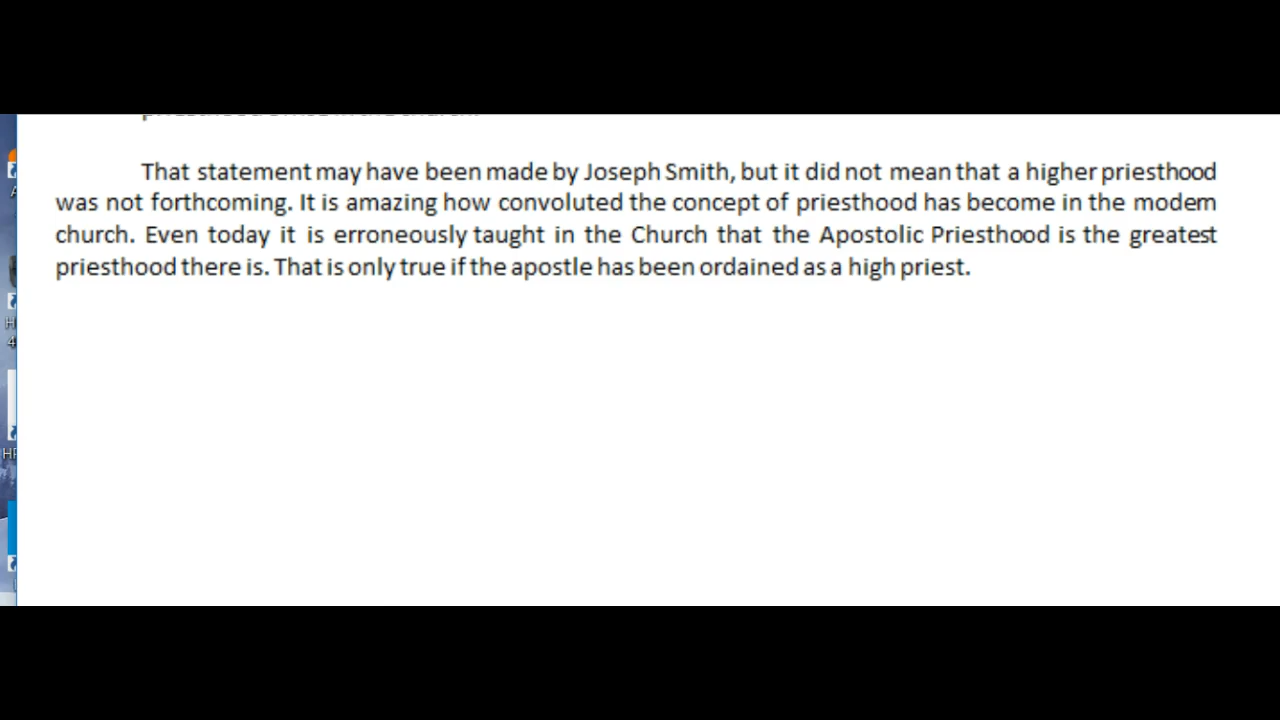 That statement may have been made by Joseph Smith, but it did not mean that a higher priesthood
was not forthcoming. It is amazing how convoluted the concept of priesthood has become in the modern
church. Even today it is erroneously taught in the Church that the Apostolic Priesthood is the greatest
priesthood there is. That is only true if the apostle has been ordained as a high priest.